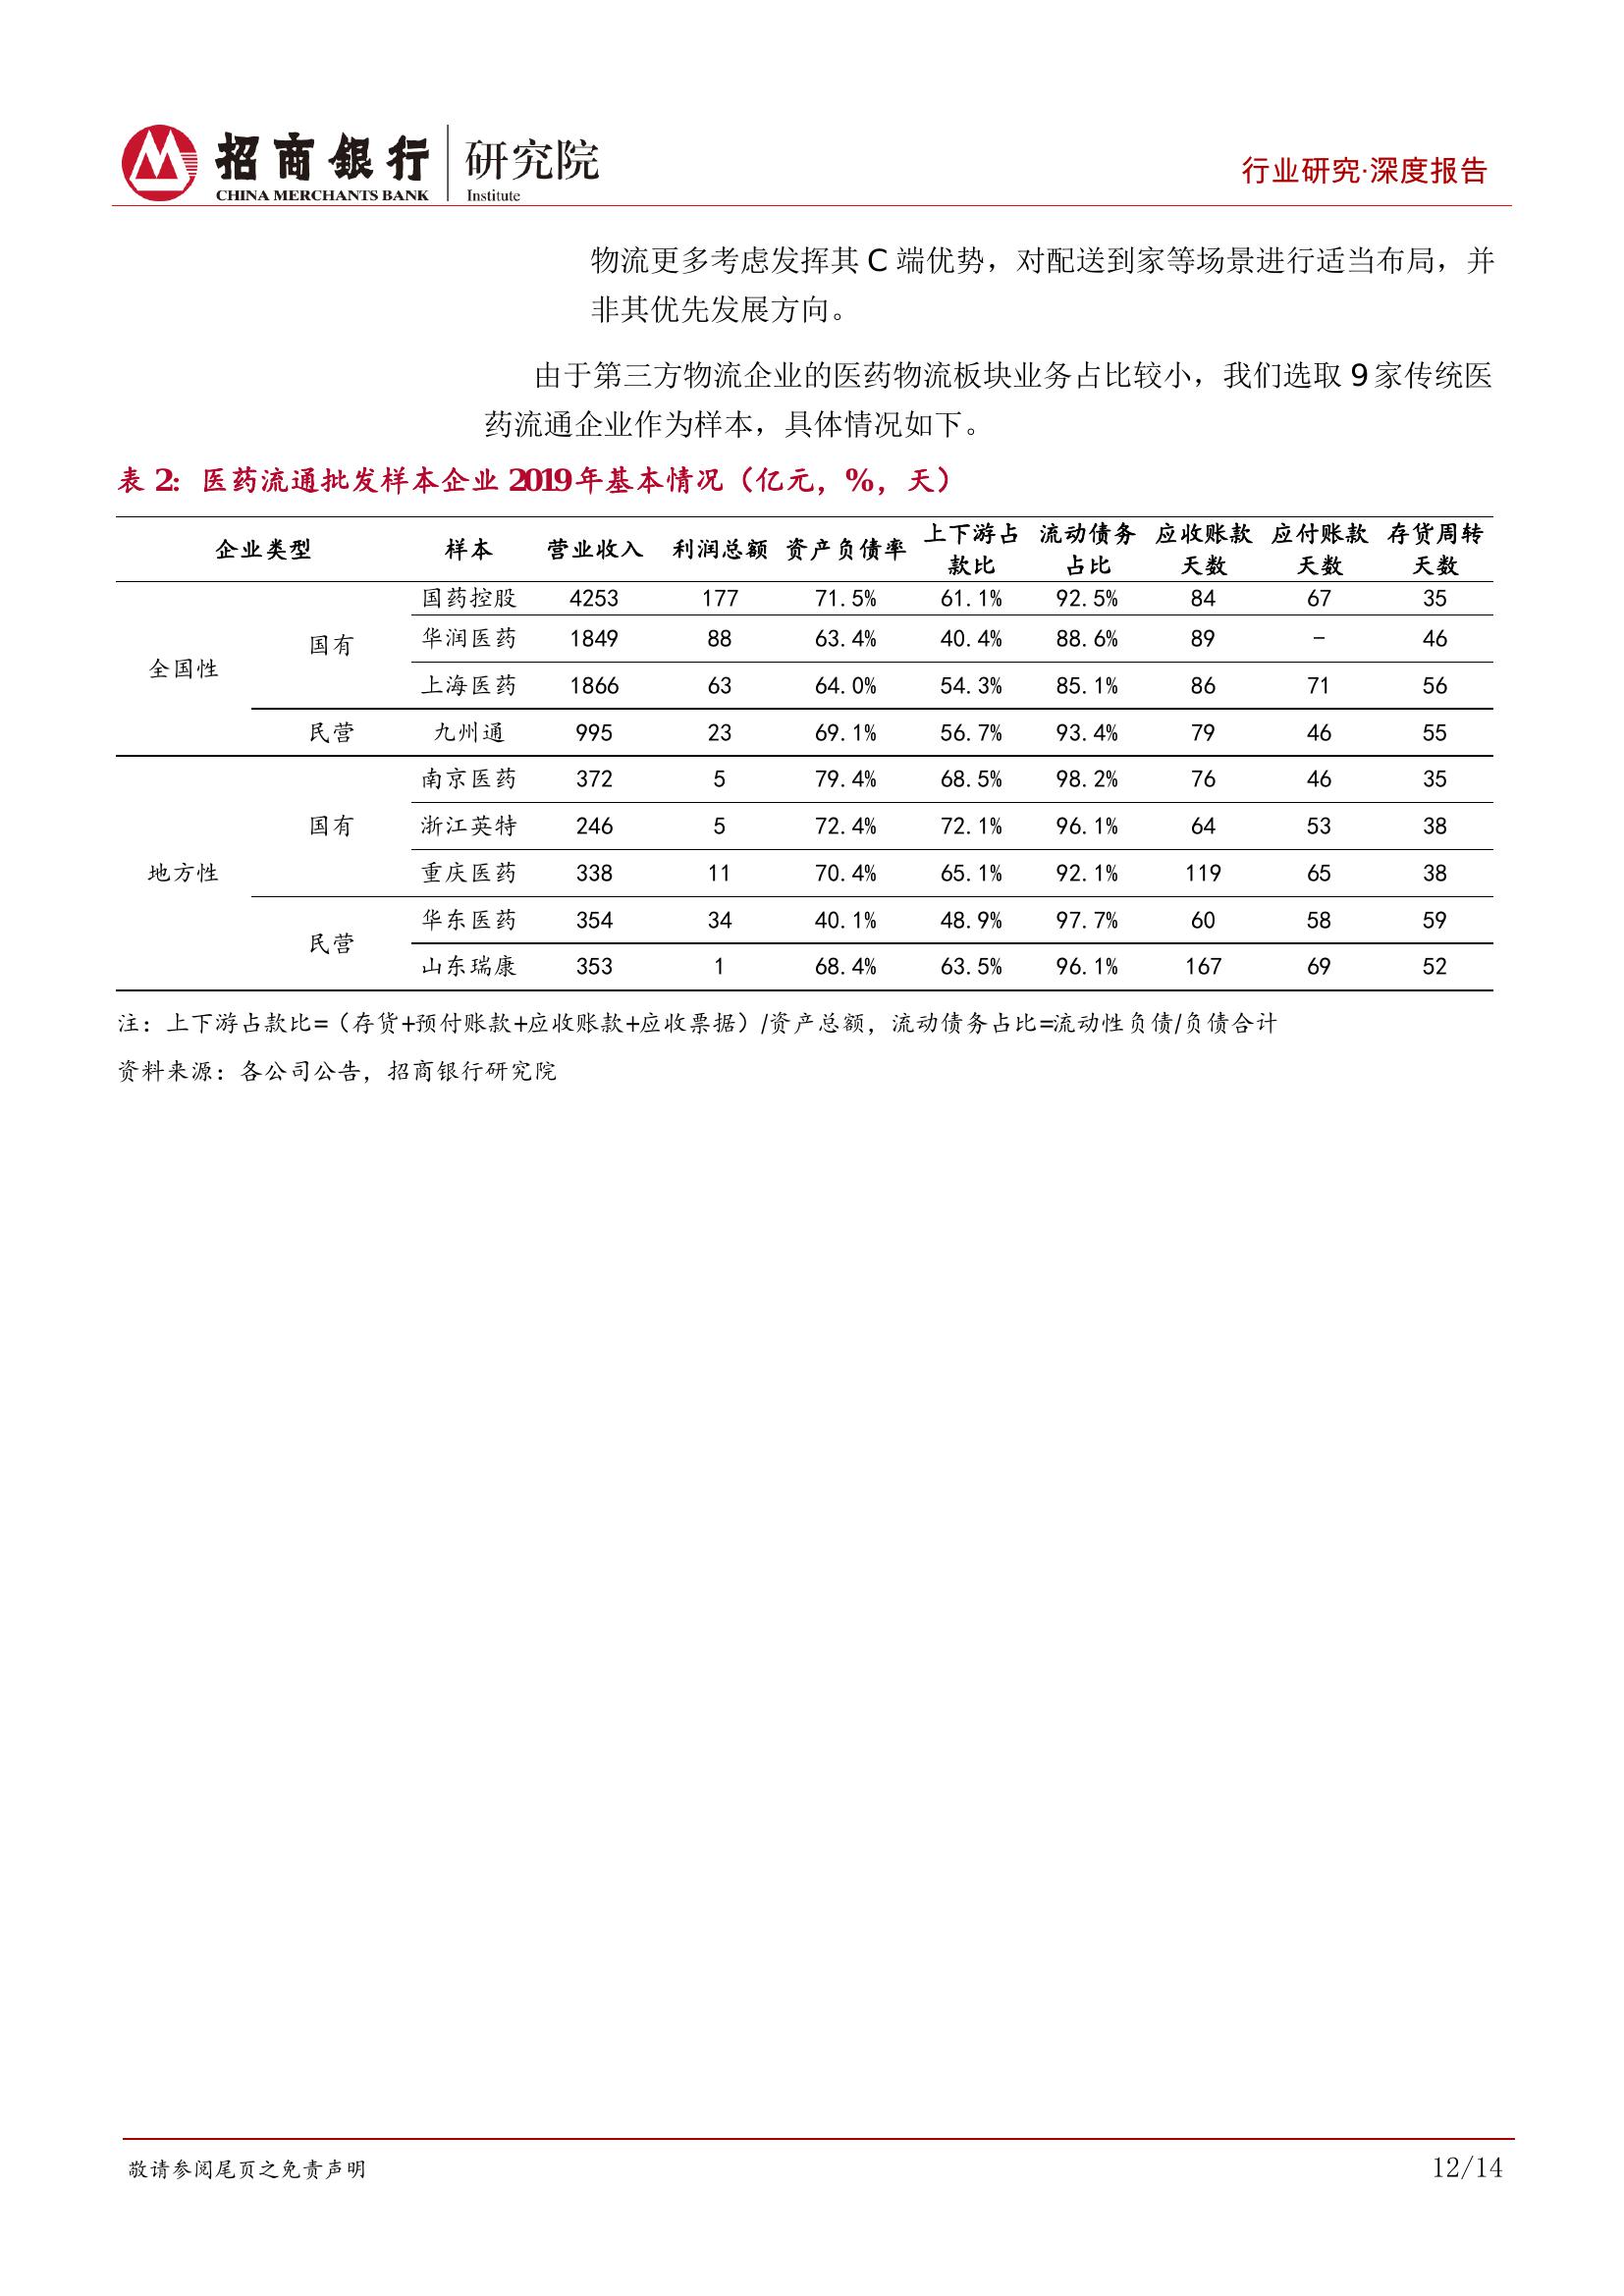 招商银行 研究院
CHINA MERCHANTS BANK Institute
行业研究·深度报告
物流更多考虑发挥其 C 端优势，对配送到家等场景进行适当布局，并
非其优先发展方向。
由于第三方物流企业的医药物流板块业务占比较小，我们选取 9 家传统医
药流通企业作为样本，具体情况如下。
表 2：医药流通批发样本企业 2019 年基本情况（亿元，%，天）
企业类型 样本 营业收入 利润总额 资产负债率 上下游占款比 流动债务占比 应收账款天数 应付账款天数 存货周转天数
全国性 国有 国药控股 4253 177 71.5% 61.1% 92.5% 84 67 35
华润医药 1849 88 63.4% 40.4% 88.6% 89 - 46
上海医药 1866 63 64.0% 54.3% 85.1% 86 71 56
民营 九州通 995 23 69.1% 56.7% 93.4% 79 46 55
地方性 国有 南京医药 372 5 79.4% 68.5% 98.2% 76 46 35
浙江英特 246 5 72.4% 72.1% 96.1% 64 53 38
重庆医药 338 11 70.4% 65.1% 92.1% 119 65 38
民营 华东医药 354 34 40.1% 48.9% 97.7% 60 58 59
山东瑞康 353 1 68.4% 63.5% 96.1% 167 69 52
注：上下游占款比=（存货+预付账款+应收账款+应收票据）/资产总额，流动债务占比=流动性负债/负债合计
资料来源：各公司公告，招商银行研究院
敬请参阅尾页之免责声明
12/14